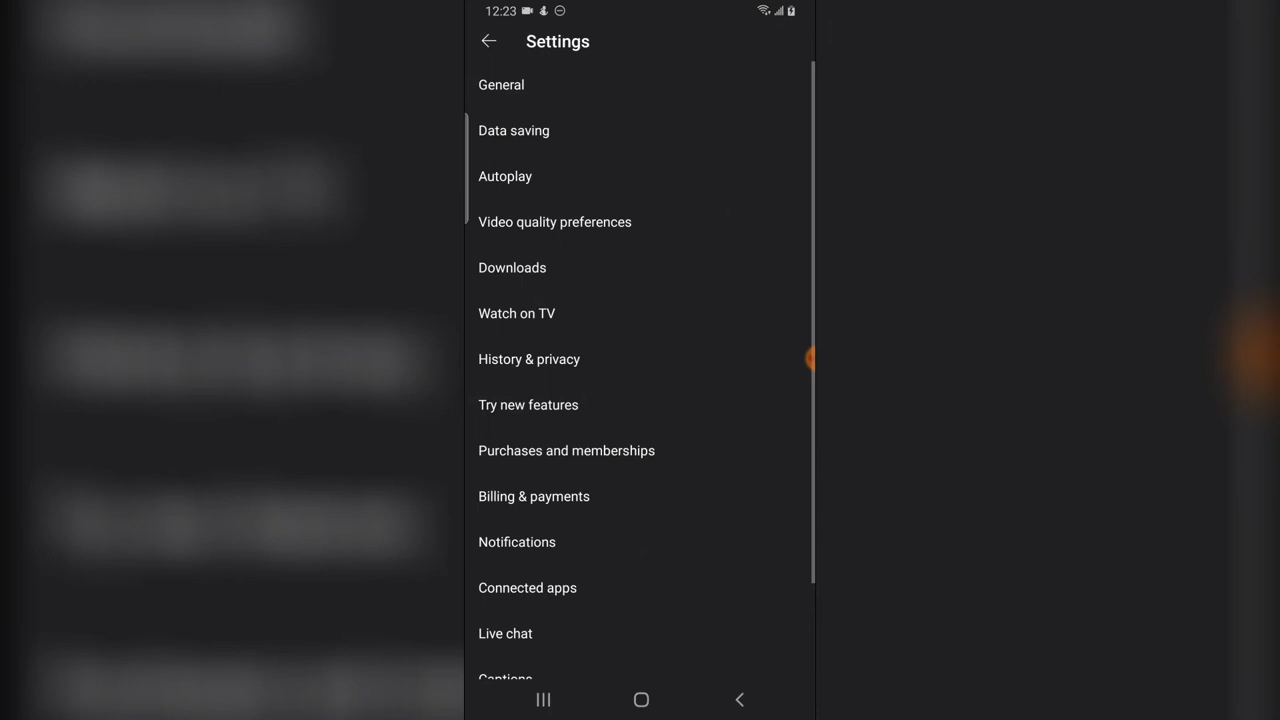 12:23
Settings
General
Data saving
Autoplay
Video quality preferences
Downloads
Watch on TV
History & privacy
Try new features
Purchases and memberships
Billing & payments
Notifications
Connected apps
Live chat
Captions